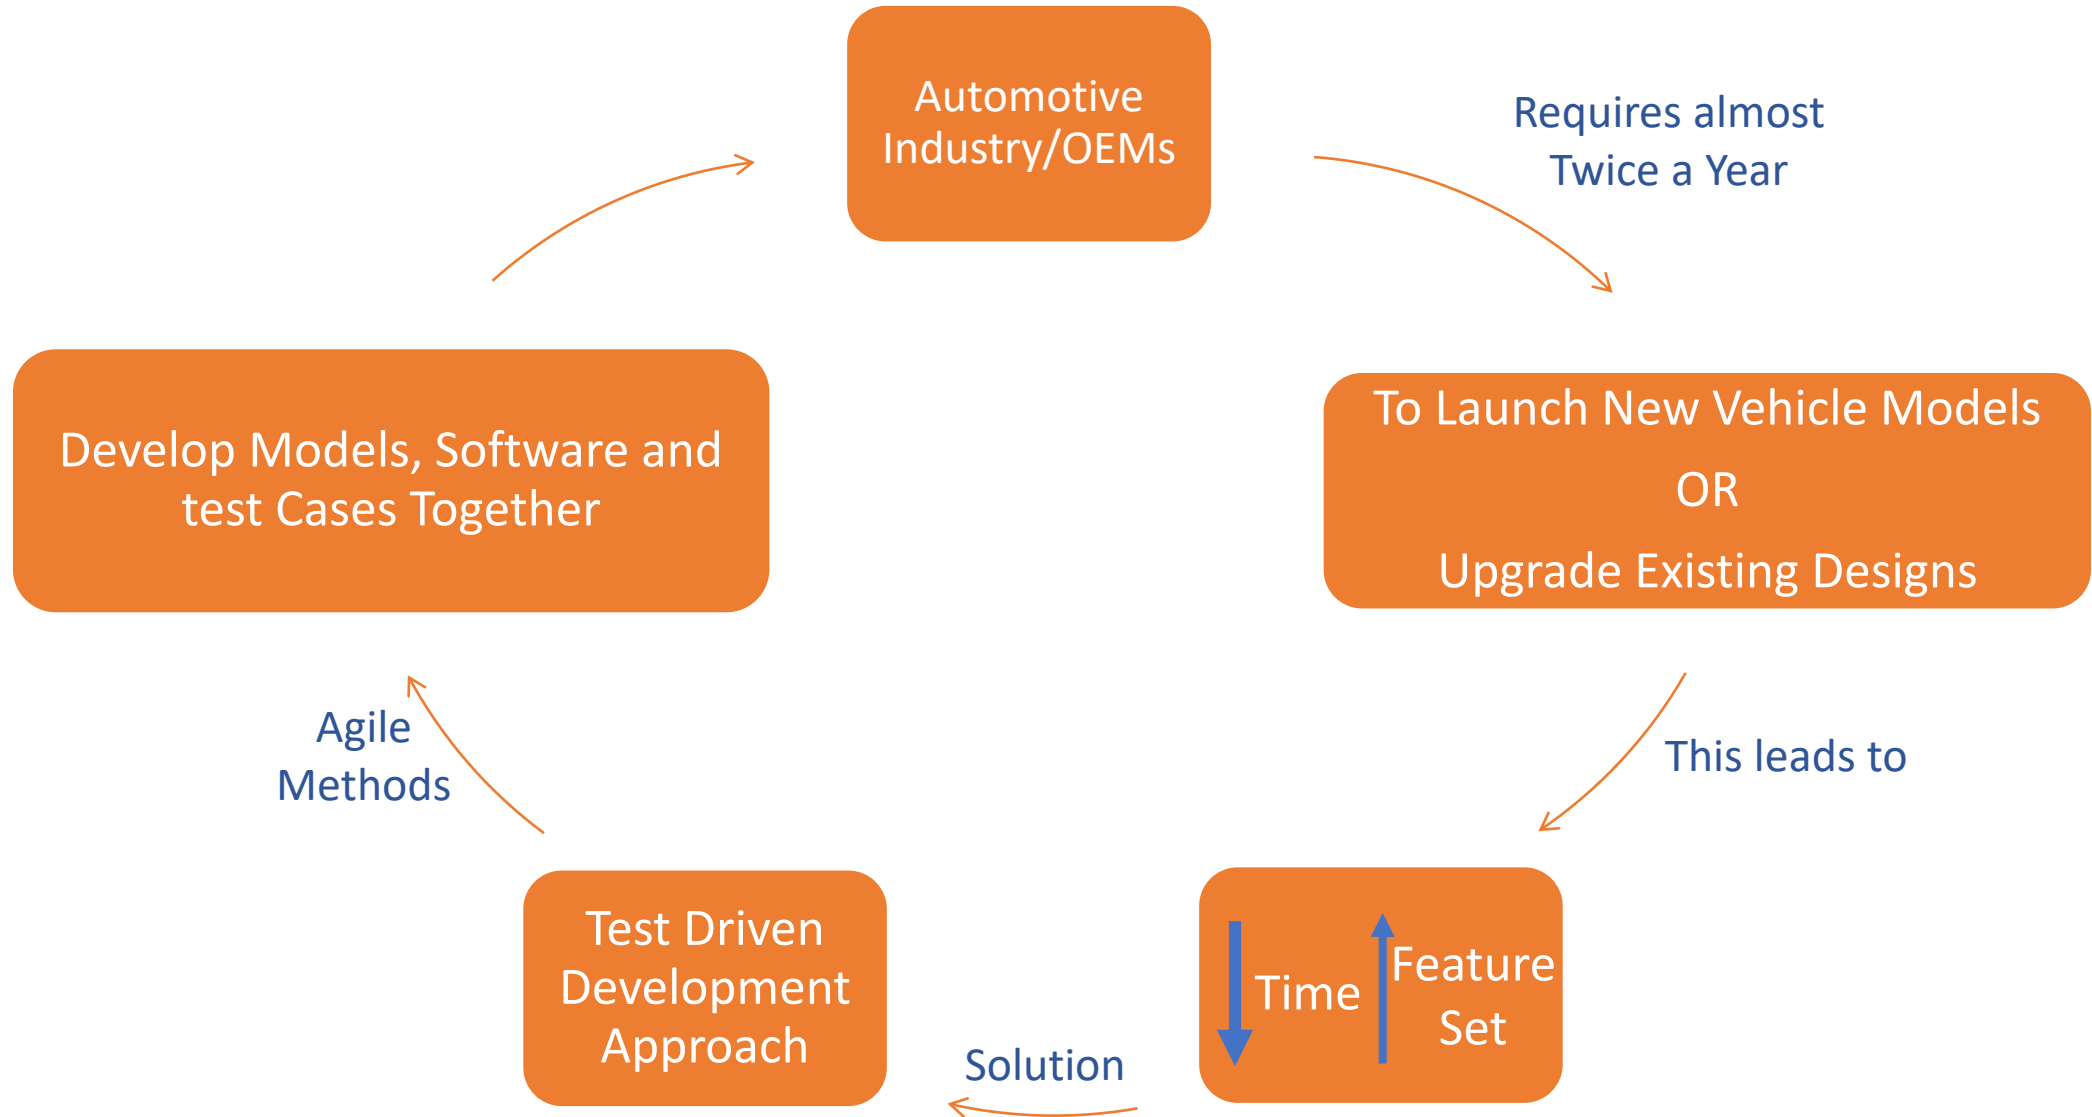 Automotive
Industry/OEMs
Requires almost
Twice a Year
To Launch New Vehicle Models
OR
Upgrade Existing Designs
This leads to
Time
Feature
Set
Solution
Test Driven
Development
Approach
Agile
Methods
Develop Models, Software and
test Cases Together